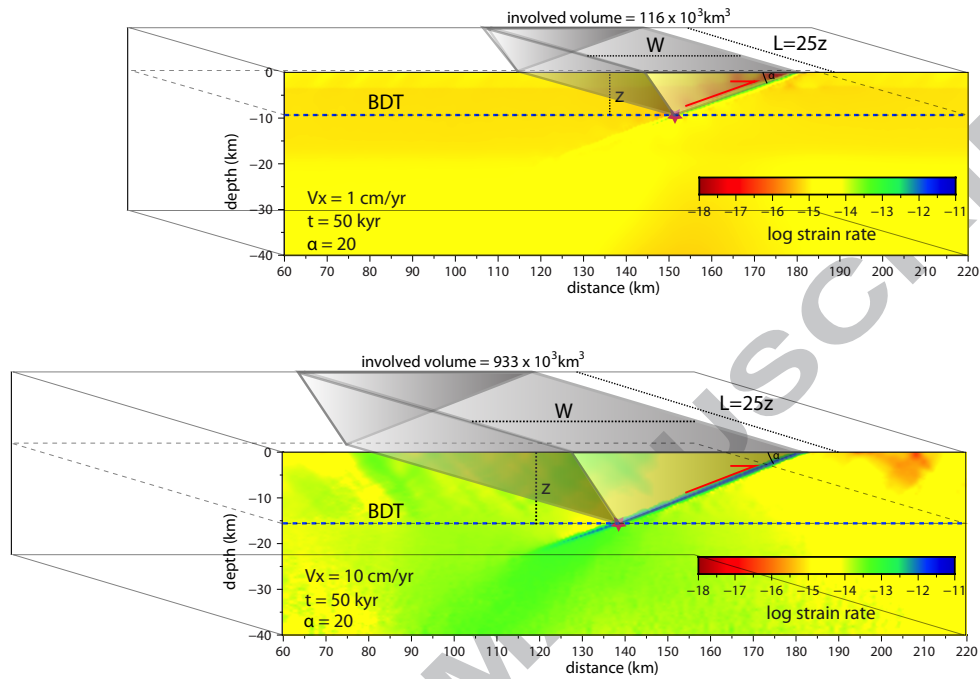 involved volume = 116 x 10³km³
W
L=25z
α
z
BDT
depth (km)
0
−10
−20
−30
−40
Vx = 1 cm/yr
t = 50 kyr
α = 20
−18 −17 −16 −15 −14 −13 −12 −11
log strain rate
60 70 80 90 100 110 120 130 140 150 160 170 180 190 200 210 220
distance (km)
involved volume = 933 x 10³km³
W
L=25z
α
z
BDT
depth (km)
0
−10
−20
−30
−40
Vx = 10 cm/yr
t = 50 kyr
α = 20
−18 −17 −16 −15 −14 −13 −12 −11
log strain rate
60 70 80 90 100 110 120 130 140 150 160 170 180 190 200 210 220
distance (km)